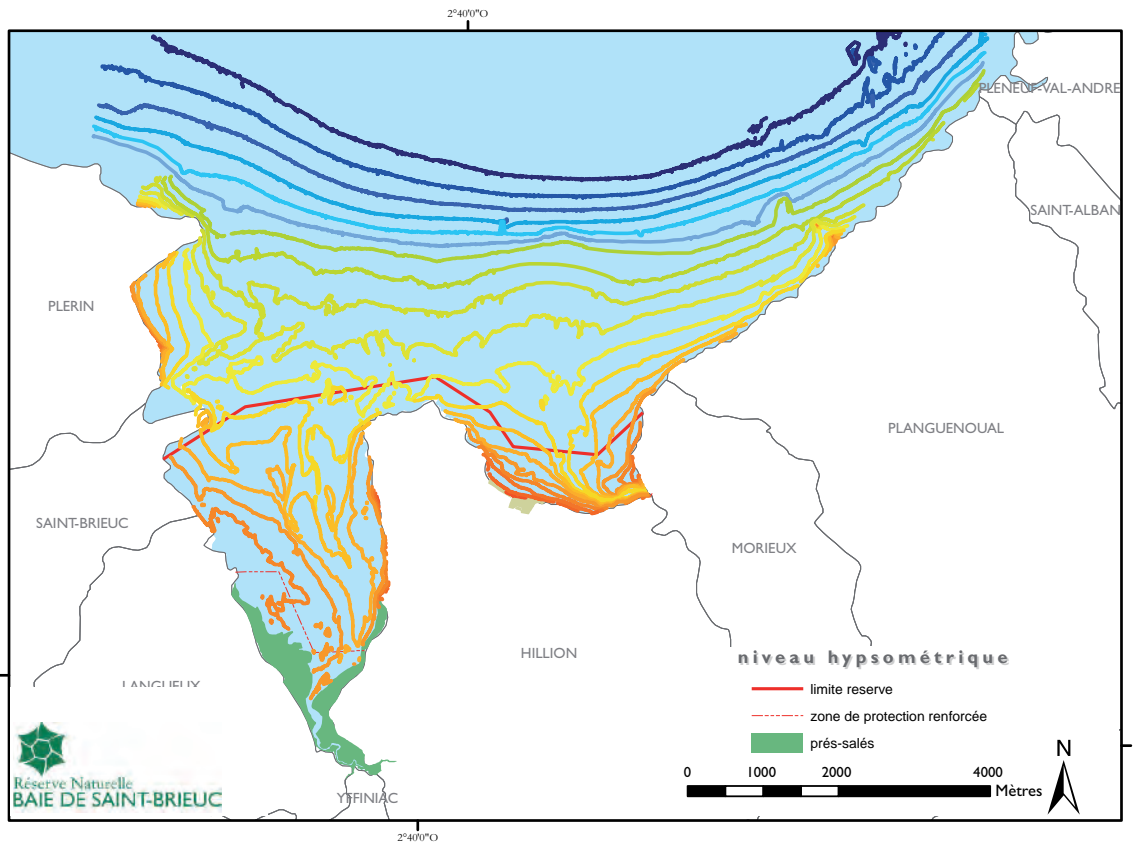 2°40'0"O
PLENEUF-VAL-ANDRE
SAINT-ALBAN
PLERIN
PLANGUENOUAL
SAINT-BRIEUC
MORIEUX
HILLION
niveau hypsométrique
LANGUEUX
limite reserve
zone de protection renforcée
prés-salés
N
0 1000 2000 4000
Mètres
Réserve Naturelle
BAIE DE SAINT-BRIEUC
YFFINIAC
2°40'0"O